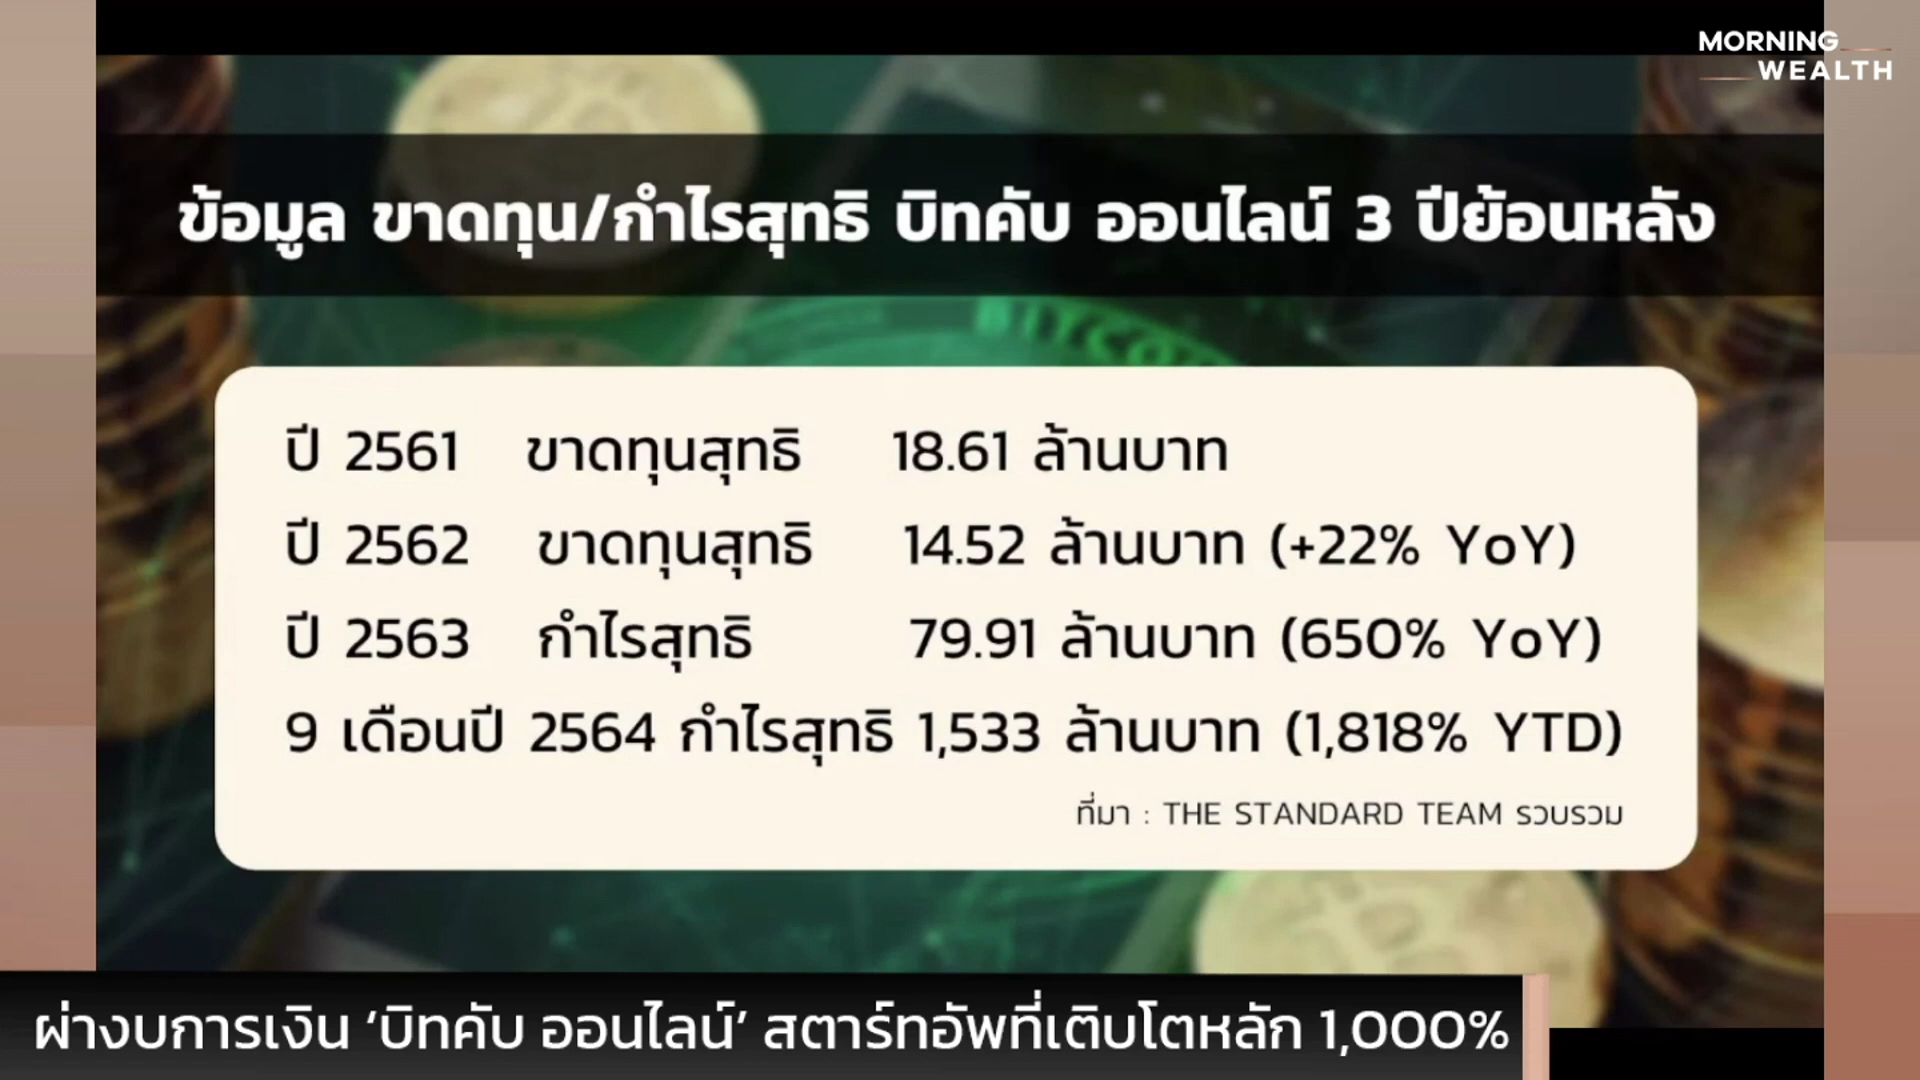 MORNING
WEALTH
ข้อมูล ขาดทุน/กำไรสุทธิ บิทคับ ออนไลน์ 3 ปีย้อนหลัง
BITCO
ปี 2561 ขาดทุนสุทธิ 18.61 ล้านบาท
ปี 2562 ขาดทุนสุทธิ 14.52 ล้านบาท (+22% YoY)
ปี 2563 กำไรสุทธิ 79.91 ล้านบาท (650% YoY)
9 เดือนปี 2564 กำไรสุทธิ 1,533 ล้านบาท (1,818% YTD)
ที่มา : THE STANDARD TEAM รวบรวม
ผ่างบการเงิน ‘บิทคับ ออนไลน์’ สตาร์ทอัพที่เติบโตหลัก 1,000%